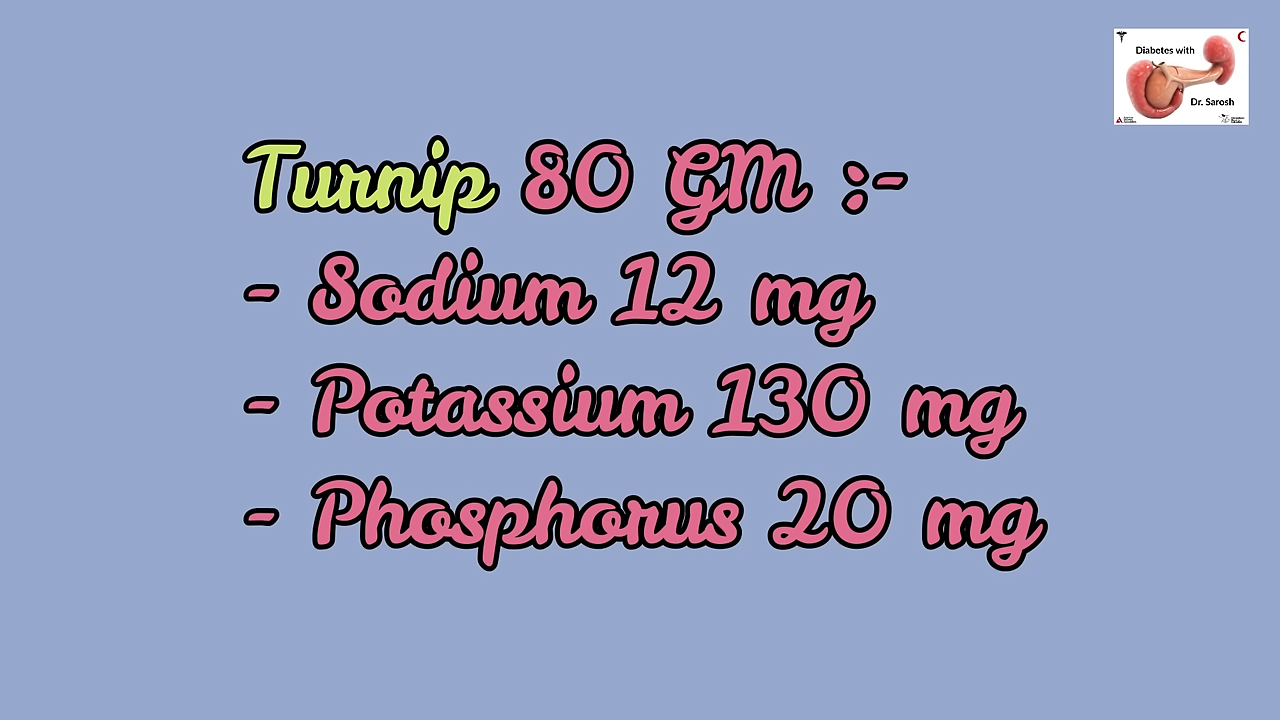 Diabetes with
Dr. Sarosh
Turnip 80 GM :-
- Sodium 12 mg
- Potassium 130 mg
- Phosphorus 20 mg